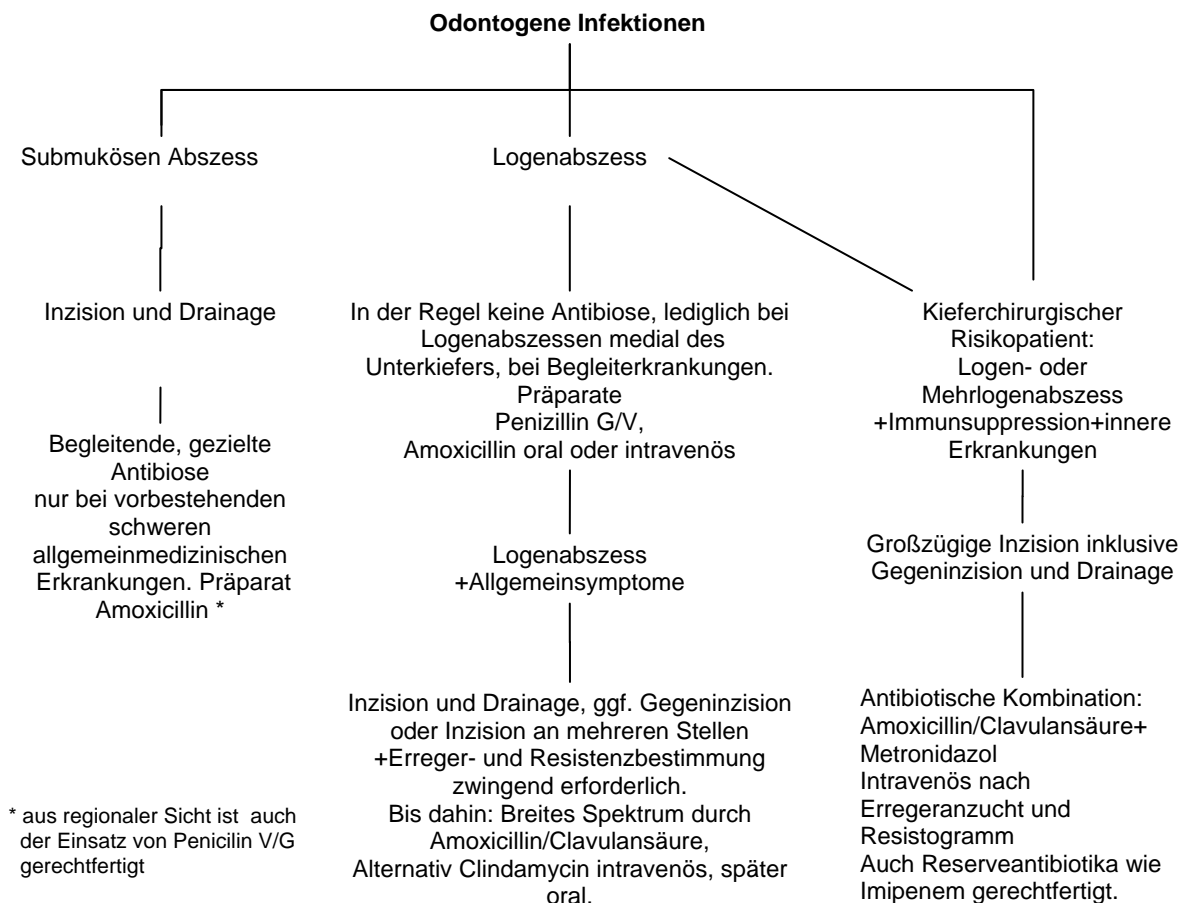 Odontogene Infektionen
Submukösen Abszess
Logenabszess
Inzision und Drainage
Begleitende, gezielte
Antibiose
nur bei vorbestehenden
schweren
allgemeinmedizinischen
Erkrankungen. Präparat
Amoxicillin *
In der Regel keine Antibiose, lediglich bei
Logenabszessen medial des
Unterkiefers, bei Begleiterkrankungen.
Präparate
Penizillin G/V,
Amoxicillin oral oder intravenös
Logenabszess
+Allgemeinsymptome
Inzision und Drainage, ggf. Gegeninzision
oder Inzision an mehreren Stellen
+Erreger- und Resistenzbestimmung
zwingend erforderlich.
Bis dahin: Breites Spektrum durch
Amoxicillin/Clavulansäure,
Alternativ Clindamycin intravenös, später
oral.
Kieferchirurgischer
Risikopatient:
Logen- oder
Mehrlogenabszess
+Immunsuppression+innere
Erkrankungen
Großzügige Inzision inklusive
Gegeninzision und Drainage
Antibiotische Kombination:
Amoxicillin/Clavulansäure+
Metronidazol
Intravenös nach
Erregeranzucht und
Resistogramm
Auch Reserveantibiotika wie
Imipenem gerechtfertigt.
* aus regionaler Sicht ist auch
der Einsatz von Penicilin V/G
gerechtfertigt